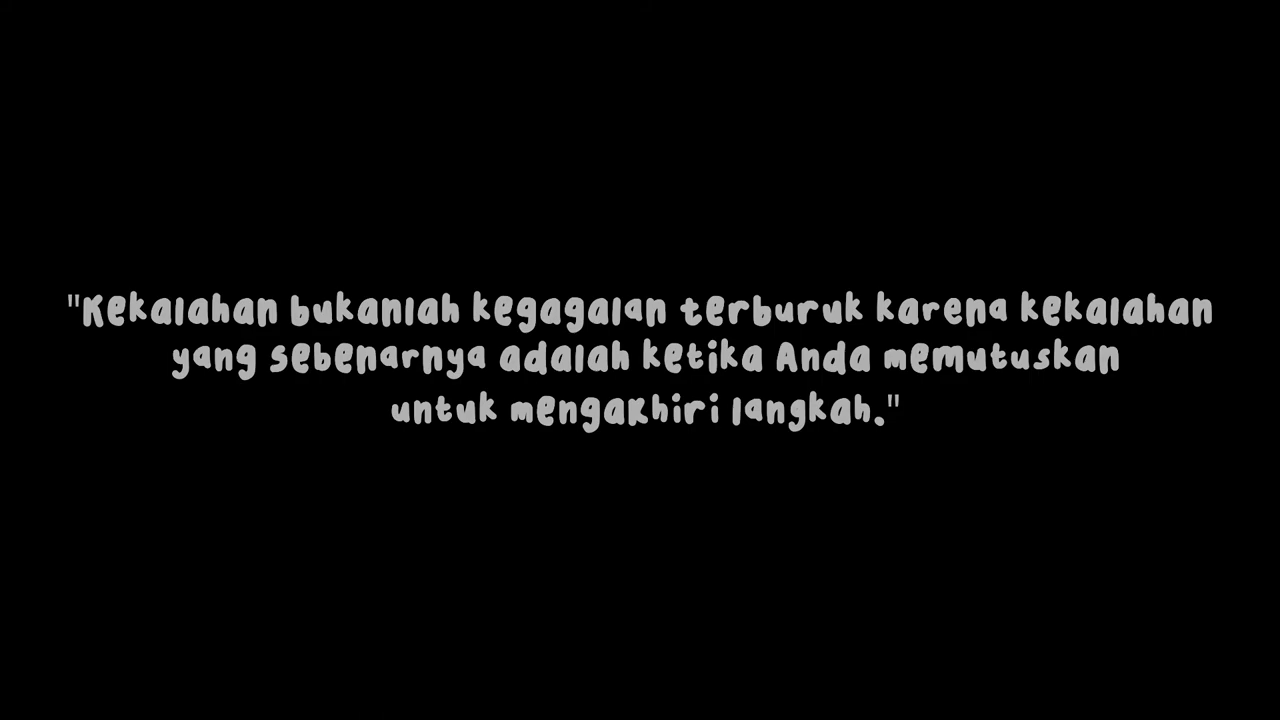 "Kekalahan bukanlah kegagalan terburuk karena kekalahan
yang sebenarnya adalah ketika Anda memutuskan
untuk mengakhiri langkah."